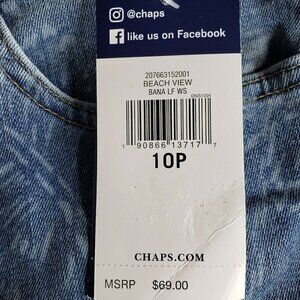 @chaps
f like us on Facebook
207663152001
BEACH VIEW
BANA LF WS
DNS1004
1 90866 13717 7
10P
CHAPS.COM
MSRP $69.00